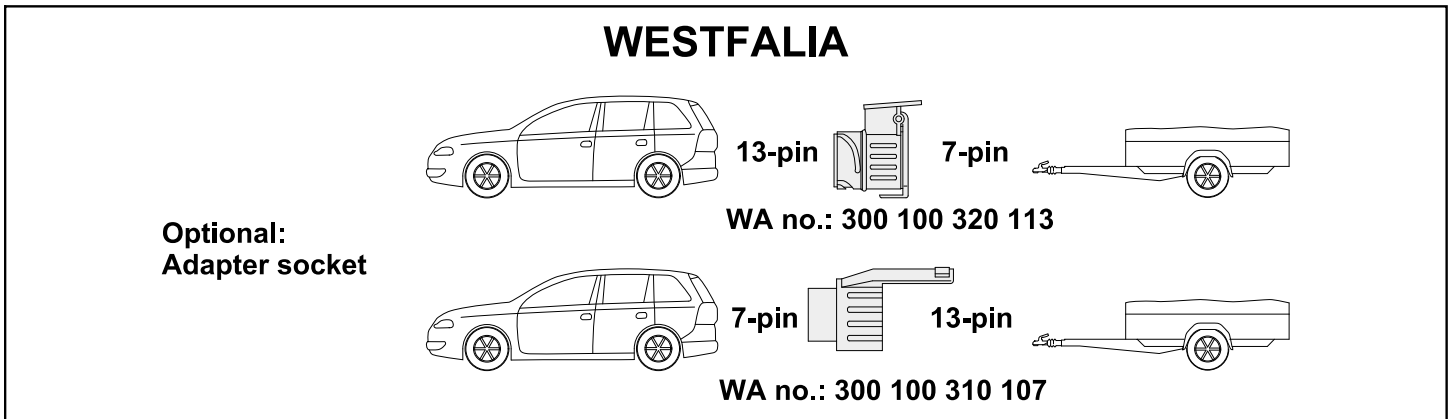 WESTFALIA
13-pin 7-pin
WA no.: 300 100 320 113
Optional:
Adapter socket
7-pin 13-pin
WA no.: 300 100 310 107